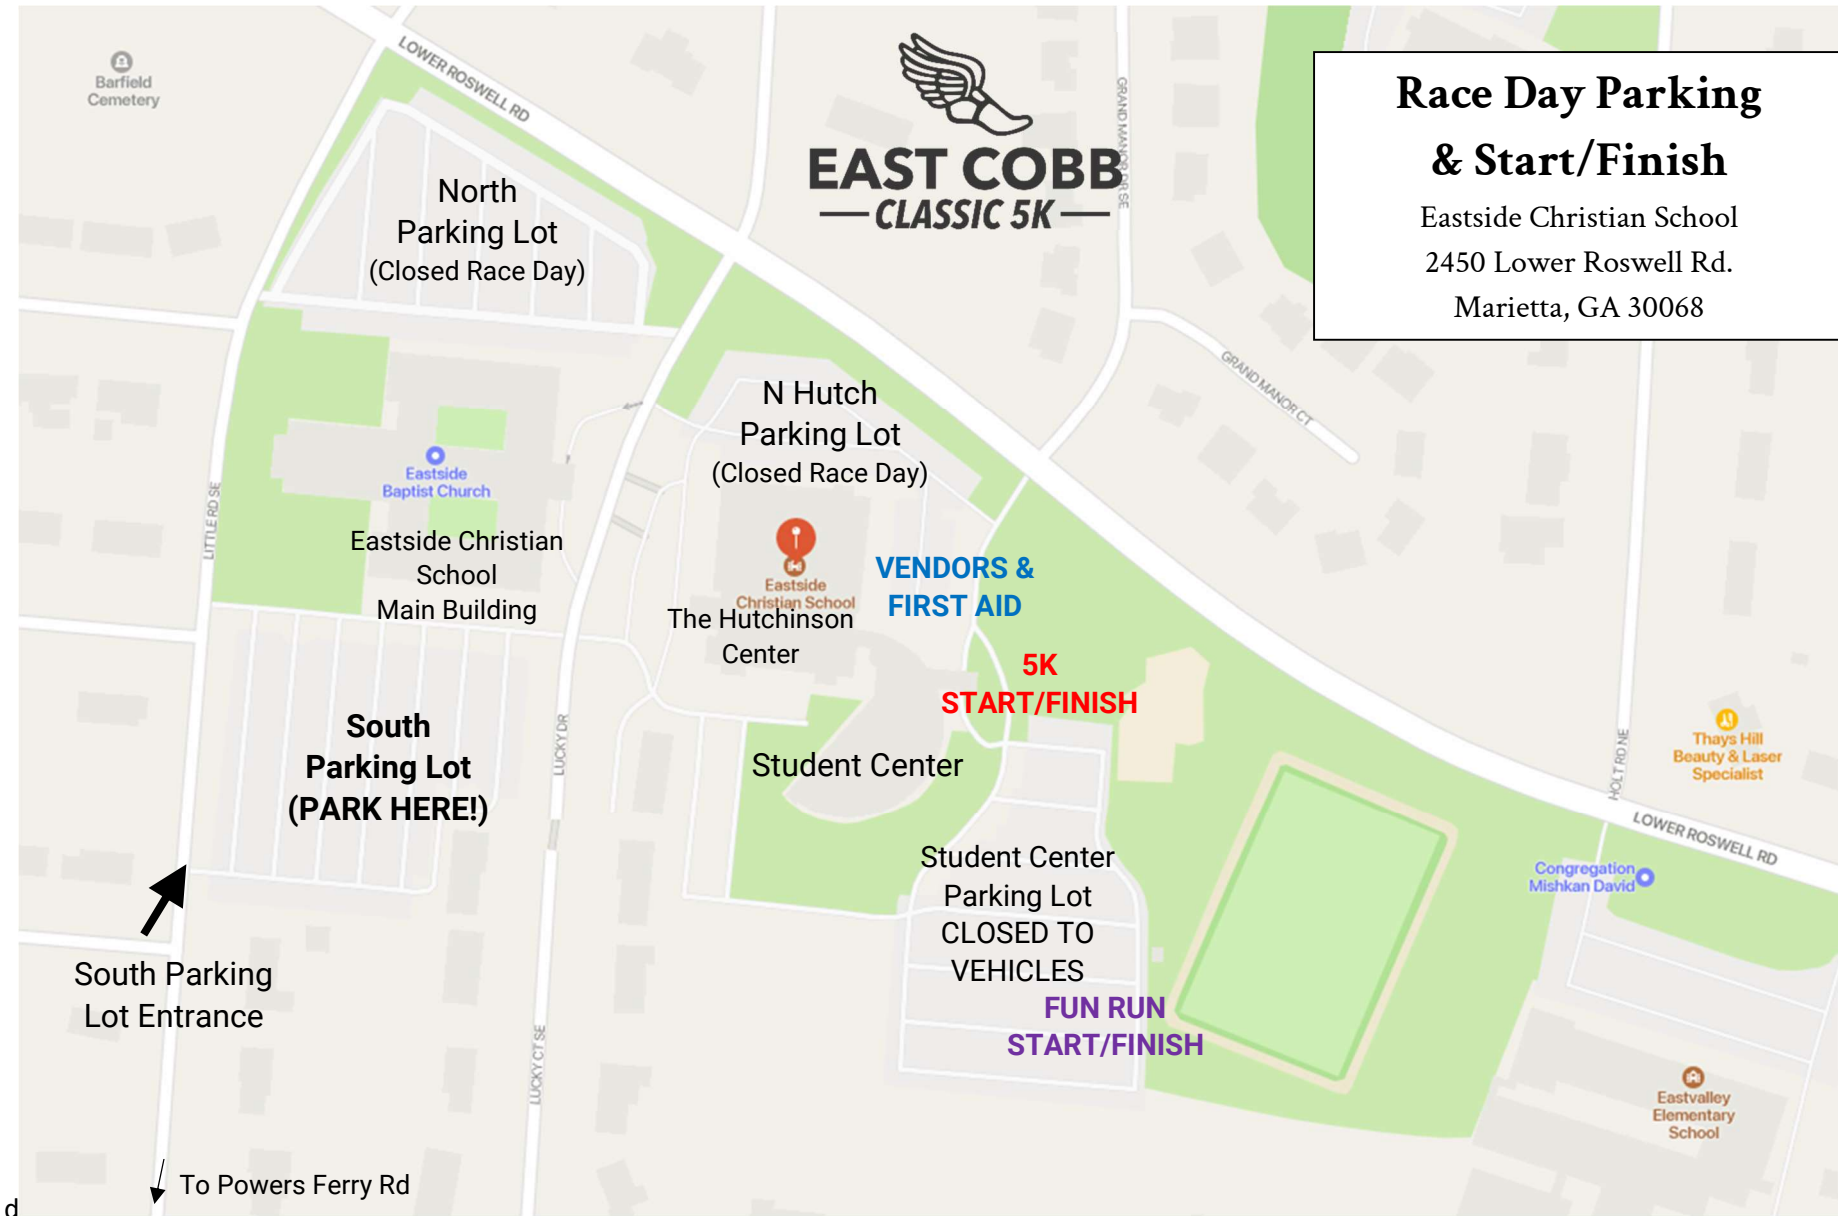 Barfield
Cemetery
LOWER ROSWELL RD
EAST COBB
CLASSIC 5K
GRAND MANOR DR SE
Race Day Parking
& Start/Finish
Eastside Christian School
2450 Lower Roswell Rd.
Marietta, GA 30068
North
Parking Lot
(Closed Race Day)
GRAND MANOR CT
N Hutch
Parking Lot
(Closed Race Day)
Eastside
Baptist Church
LITTLE RD SE
Eastside Christian
School
Main Building
Eastside
Christian School
The Hutchinson
Center
VENDORS &
FIRST AID
5K
START/FINISH
South
Parking Lot
(PARK HERE!)
LUCKY DR
Student Center
HOLT RD NE
Thays Hill
Beauty & Laser
Specialist
LOWER ROSWELL RD
Congregation
Mishkan David
Student Center
Parking Lot
CLOSED TO
VEHICLES
FUN RUN
START/FINISH
South Parking
Lot Entrance
LUCKY CT SE
Eastvalley
Elementary
School
To Powers Ferry Rd
d